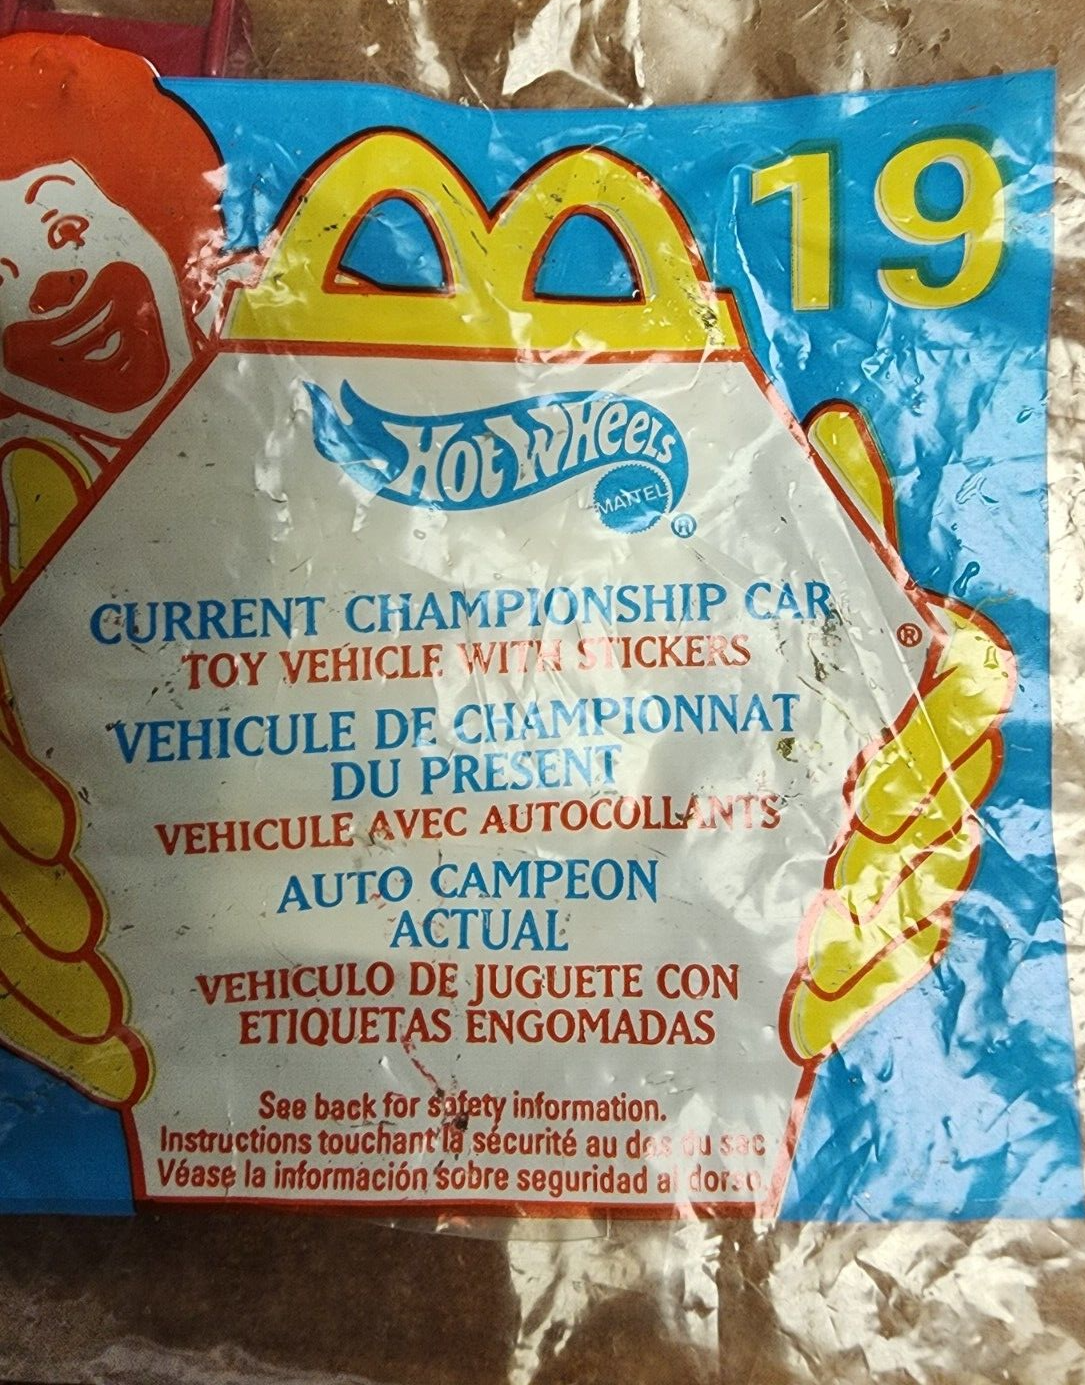 19
HOT WHEELS
MATTEL
®
CURRENT CHAMPIONSHIP CAR
®
TOY VEHICLE WITH STICKERS
VEHICULE DE CHAMPIONNAT
DU PRESENT
VEHICULE AVEC AUTOCOLLANTS
AUTO CAMPEON
ACTUAL
VEHICULO DE JUGUETE CON
ETIQUETAS ENGOMADAS
See back for safety information.
Instructions touchant la sécurité au dos du sac
Véase la información sobre seguridad al dorso.